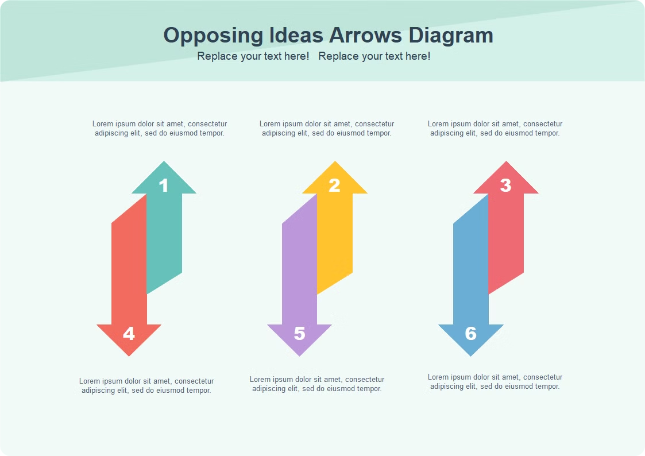 Opposing Ideas Arrows Diagram
Replace your text here!   Replace your text here!
Lorem ipsum dolor sit amet, consectetur
adipiscing elit, sed do eiusmod tempor.
Lorem ipsum dolor sit amet, consectetur
adipiscing elit, sed do eiusmod tempor.
Lorem ipsum dolor sit amet, consectetur
adipiscing elit, sed do eiusmod tempor.
1
2
3
4
5
6
Lorem ipsum dolor sit amet, consectetur
adipiscing elit, sed do eiusmod tempor.
Lorem ipsum dolor sit amet, consectetur
adipiscing elit, sed do eiusmod tempor.
Lorem ipsum dolor sit amet, consectetur
adipiscing elit, sed do eiusmod tempor.